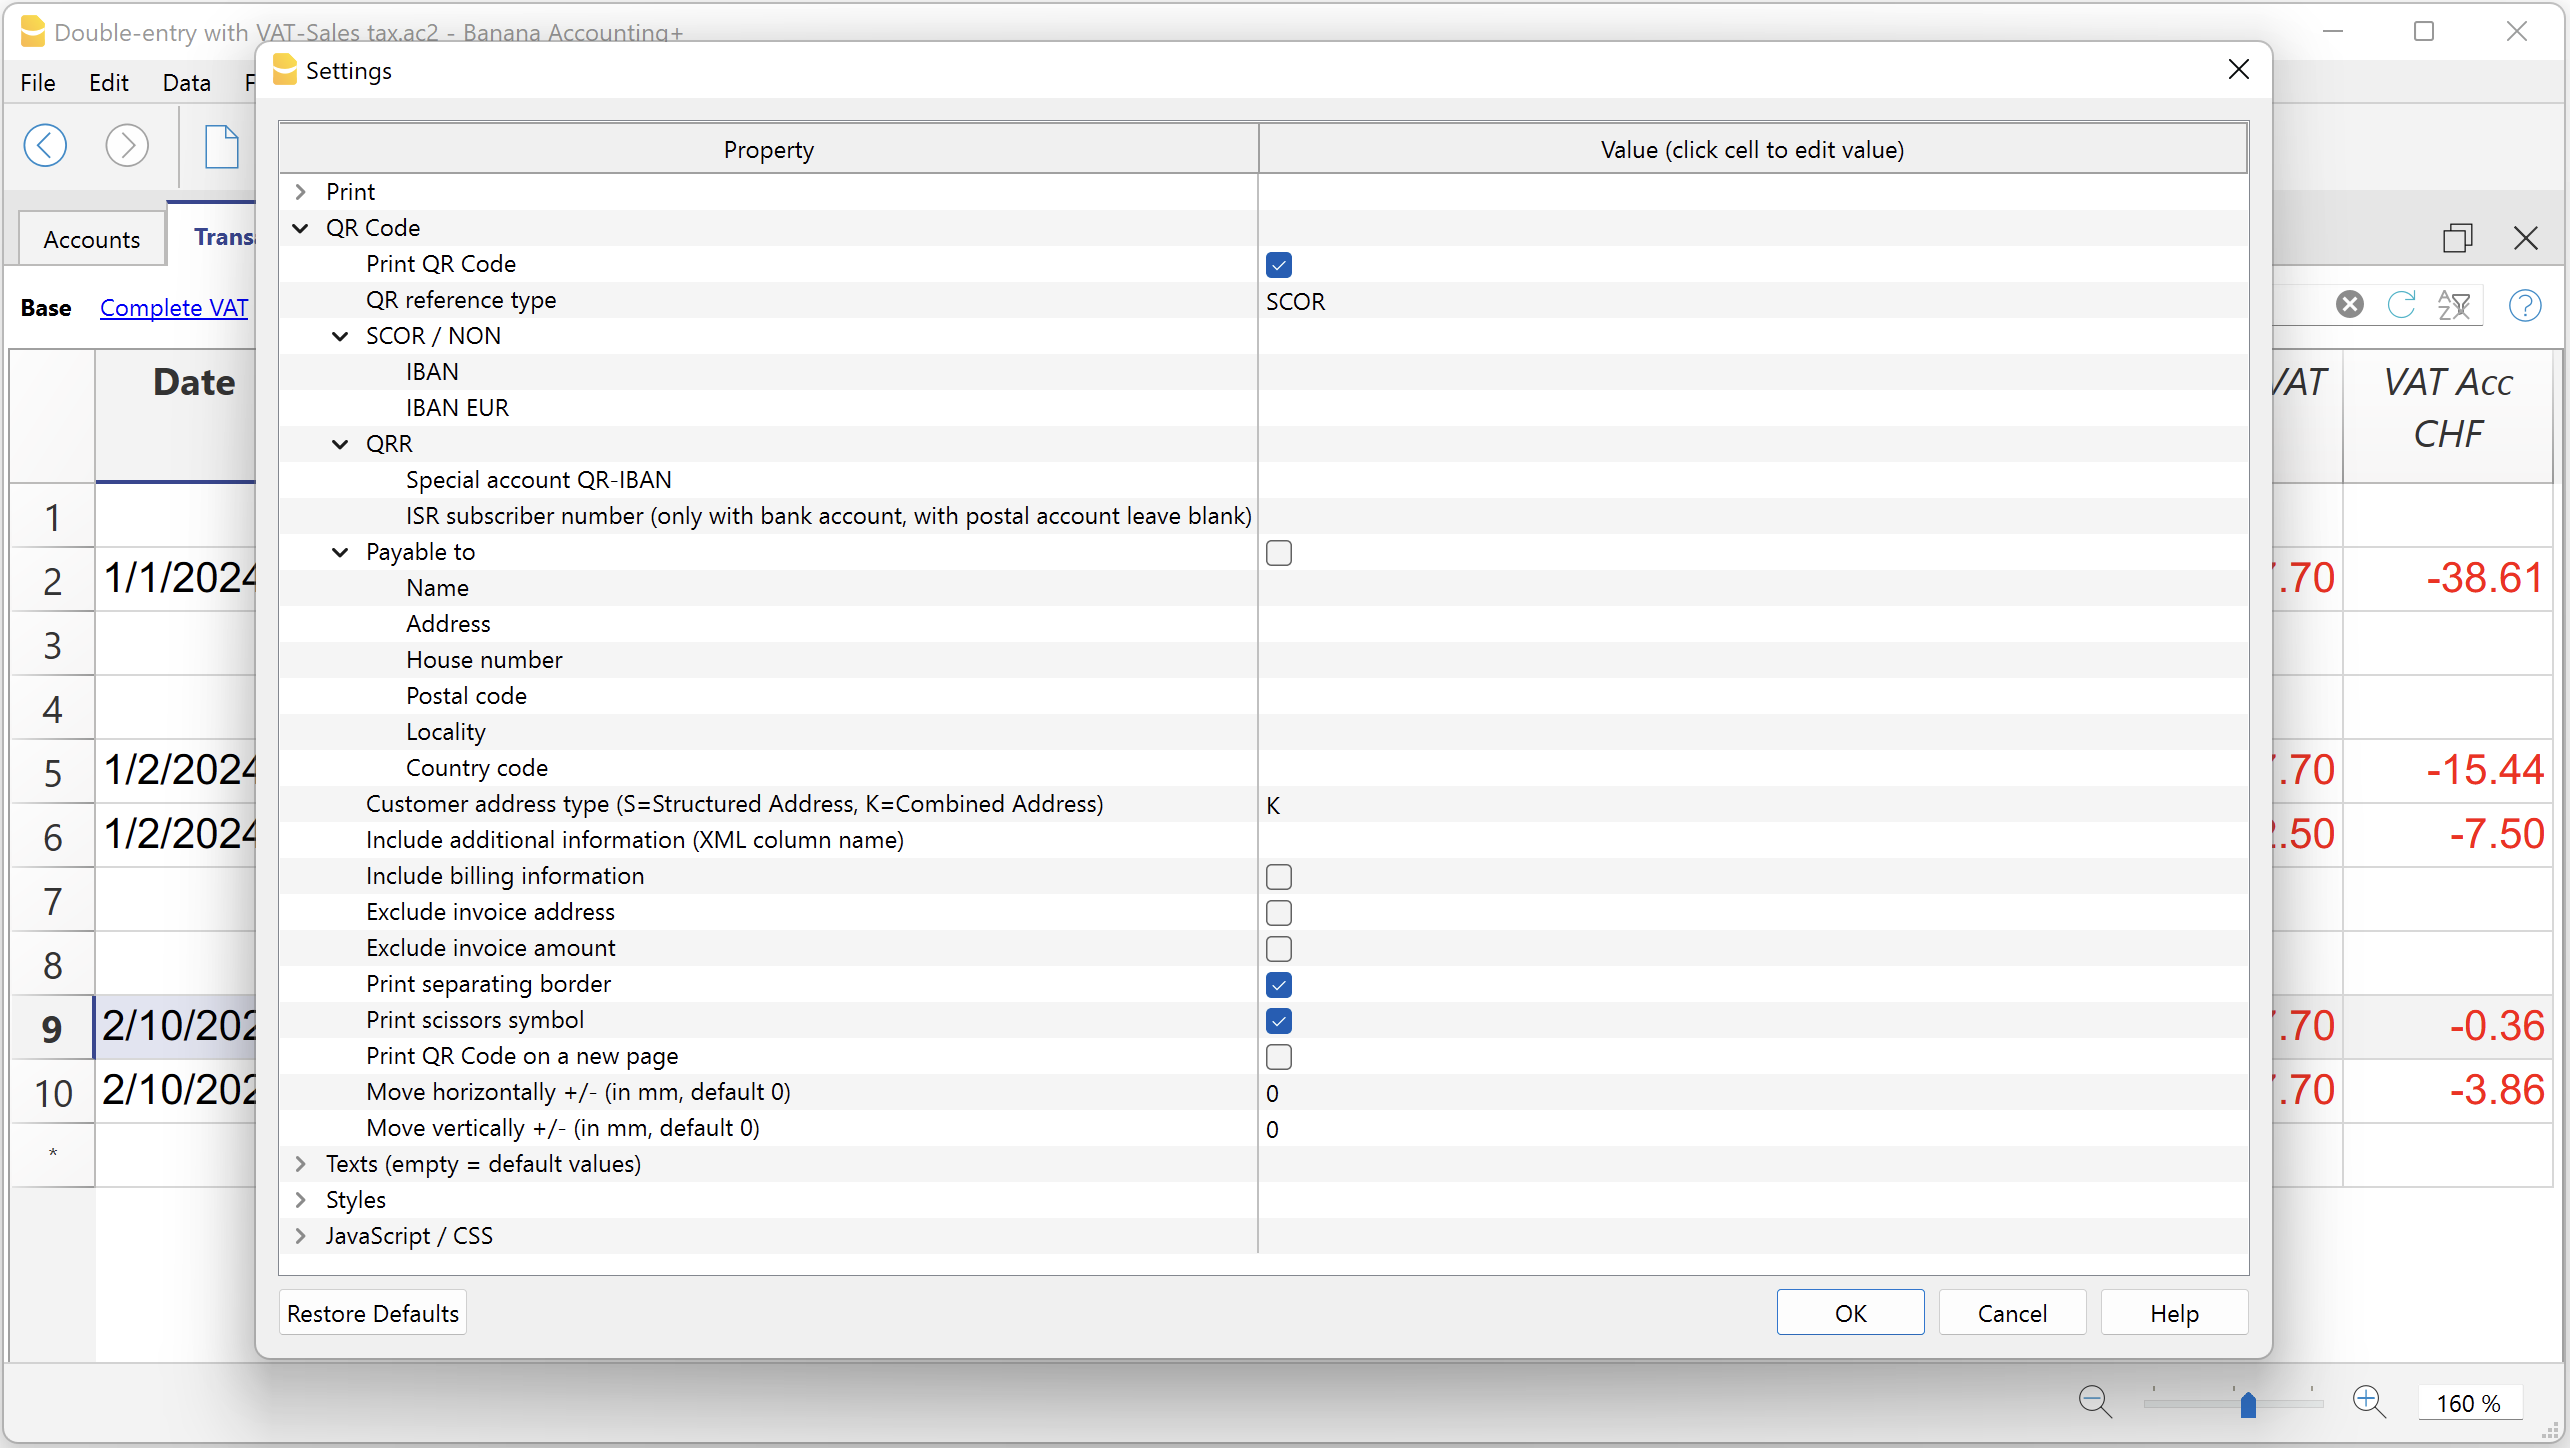 Double-entry with VAT-Sales tax.ac2 - Banana Accounting+
Settings
File Edit Data
Property Value (click cell to edit value)
Print
QR Code
Accounts
Print QR Code
QR reference type SCOR
Base Complete VAT
SCOR / NON
IBAN
IBAN EUR
Date VAT VAT Acc
CHF
QRR
Special account QR-IBAN
ISR subscriber number (only with bank account, with postal account leave blank)
Payable to
Name
Address
House number
Postal code
Locality
Country code
Customer address type (S=Structured Address, K=Combined Address) K
Include additional information (XML column name)
Include billing information
Exclude invoice address
Exclude invoice amount
Print separating border
Print scissors symbol
Print QR Code on a new page
Move horizontally +/- (in mm, default 0) 0
Move vertically +/- (in mm, default 0) 0
Texts (empty = default values)
Styles
JavaScript / CSS
1
2 1/1/2024 .70 -38.61
3
4
5 1/2/2024 .70 -15.44
6 1/2/2024 .50 -7.50
7
8
9 2/10/202 .70 -0.36
10 2/10/202 .70 -3.86
*
Restore Defaults OK Cancel Help
160 %